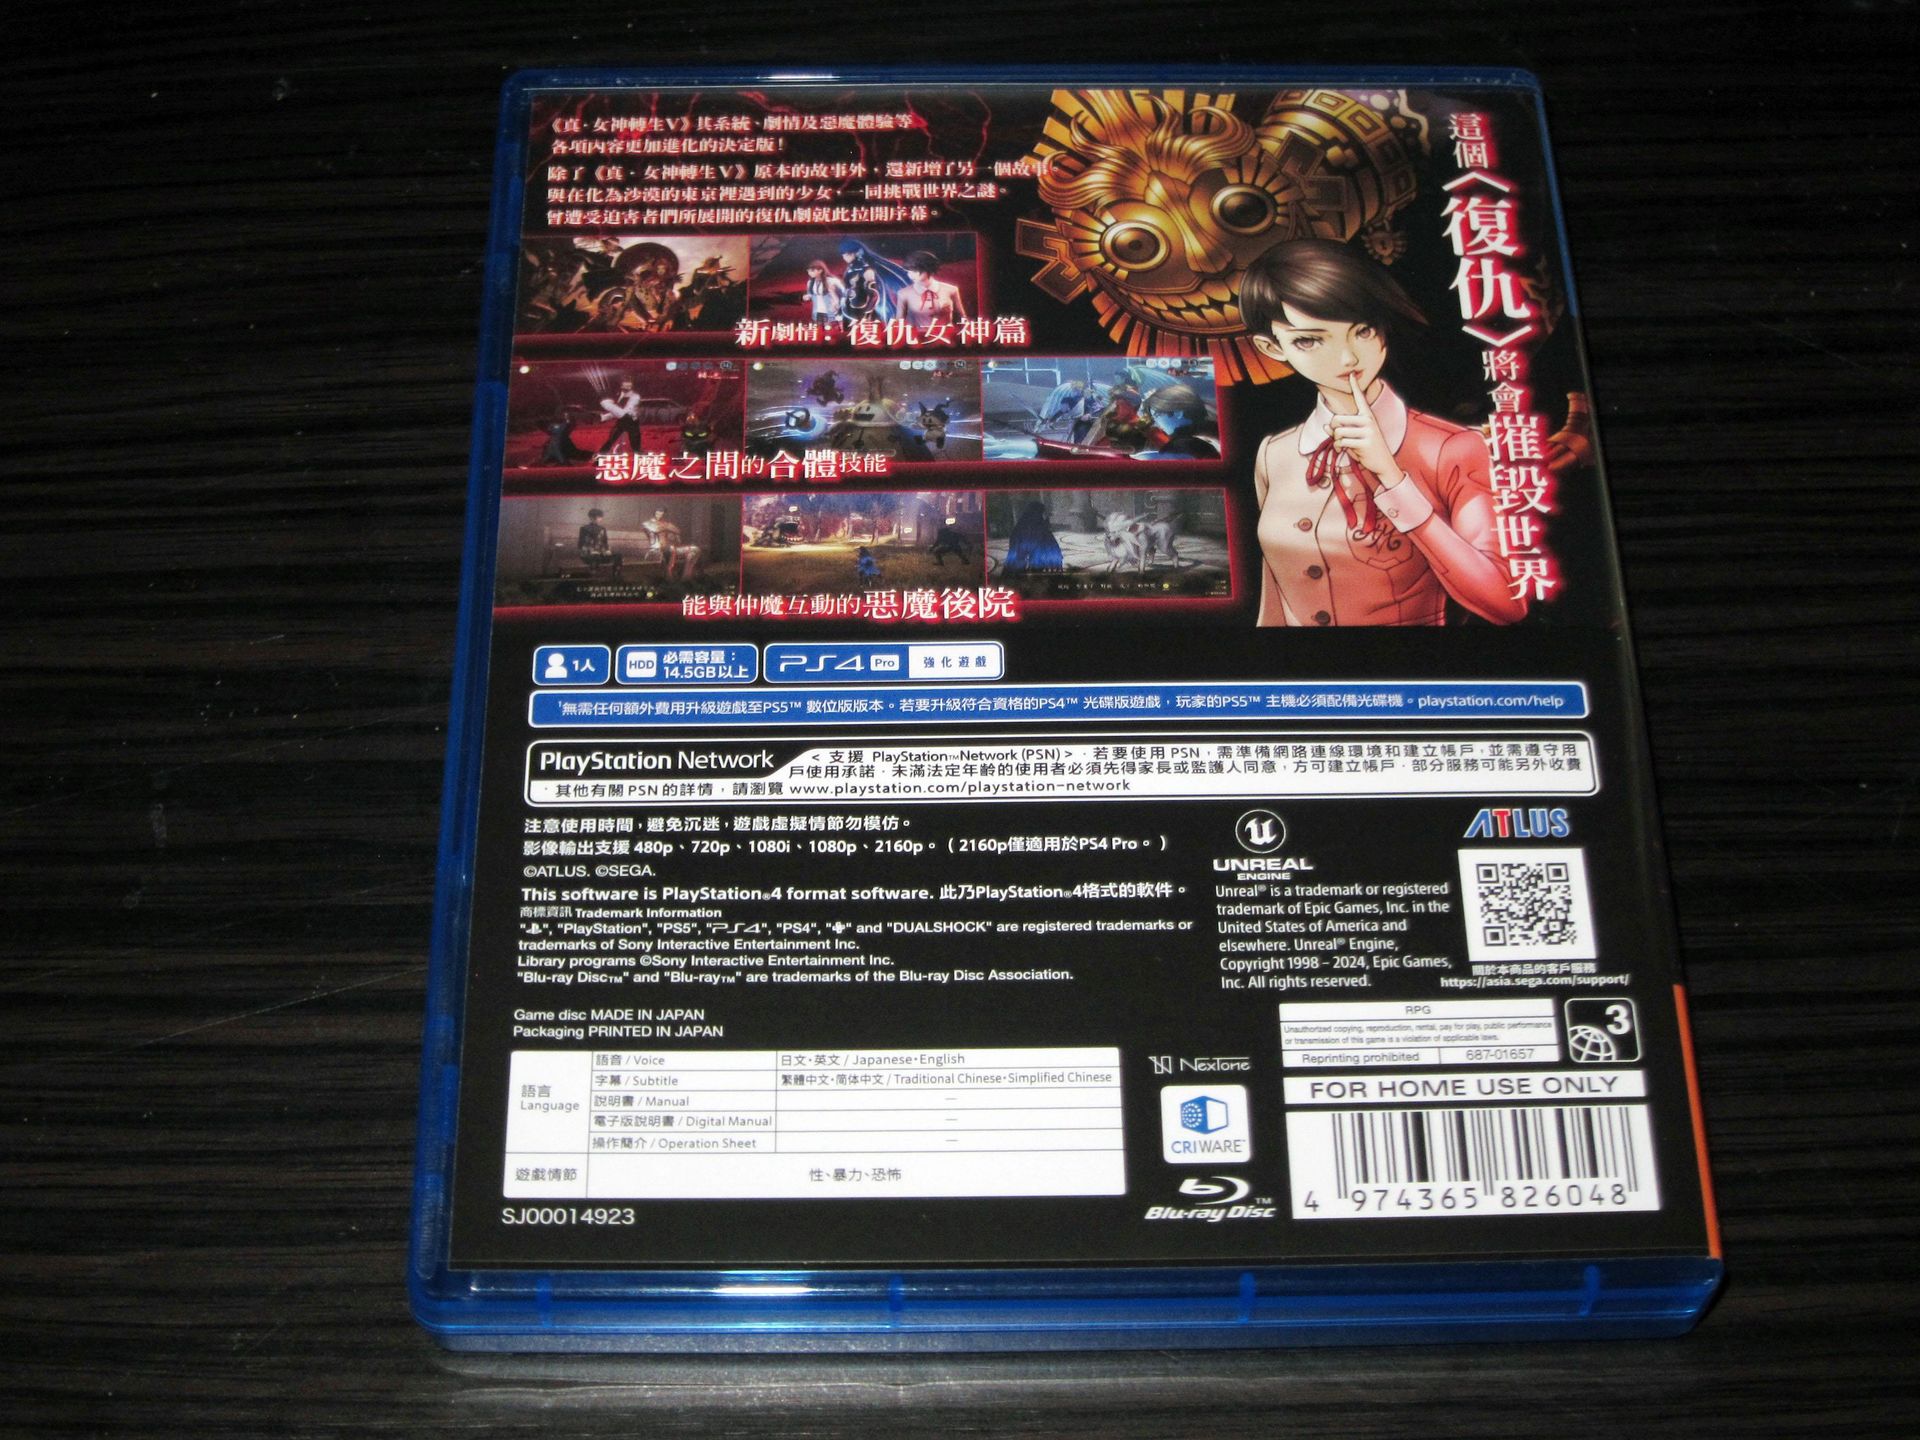 《真・女神轉生Ⅴ》其系統、劇情及惡魔體驗等
各項內容更加進化的決定版！
除了《真・女神轉生Ⅴ》原本的故事外，還新增了另一個故事。
與在化為沙漠的東京裡遇到的少女，一同挑戰世界之謎。
曾遭受迫害者們所展開的復仇劇就此拉開序幕。
這個〈復仇〉將會摧毀世界
新劇情：復仇女神篇
惡魔之間的合體技能
能與仲魔互動的惡魔後院
1人
HDD 必需容量：
14.5GB以上
PS4 Pro 強化遊戲
¹無需任何額外費用升級遊戲至PS5™ 數位版版本。若要升級符合資格的PS4™ 光碟版遊戲，玩家的PS5™ 主機必須配備光碟機。playstation.com/help
PlayStation Network
< 支援 PlayStation™Network (PSN) >．若要使用 PSN，需準備網路連線環境和建立帳戶，並需遵守用
戶使用承諾．未滿法定年齡的使用者必須先得家長或監護人同意，方可建立帳戶．部分服務可能另外收費
．其他有關 PSN 的詳情，請瀏覽 www.playstation.com/playstation-network
注意使用時間，避免沉迷，遊戲虛擬情節勿模仿。
影像輸出支援 480p、720p、1080i、1080p、2160p。（ 2160p僅適用於PS4 Pro。）
©ATLUS. ©SEGA.
This software is PlayStation®4 format software. 此乃PlayStation®4格式的軟件。
商標資訊 Trademark Information
"", "PlayStation", "PS5", "PS4", "PS4", "" and "DUALSHOCK" are registered trademarks or
trademarks of Sony Interactive Entertainment Inc.
Library programs ©Sony Interactive Entertainment Inc.
"Blu-ray Disc™" and "Blu-ray™" are trademarks of the Blu-ray Disc Association.
UNREAL
ENGINE
Unreal® is a trademark or registered
trademark of Epic Games, Inc. in the
United States of America and
elsewhere. Unreal® Engine,
Copyright 1998 – 2024, Epic Games,
Inc. All rights reserved.
ATLUS
關於本商品的客戶服務
https://asia.sega.com/support/
Game disc MADE IN JAPAN
Packaging PRINTED IN JAPAN
語言
Language
語音 / Voice 日文・英文 / Japanese・English
字幕 / Subtitle 繁體中文・简体中文 / Traditional Chinese・Simplified Chinese
說明書 / Manual —
電子版說明書 / Digital Manual —
操作簡介 / Operation Sheet —
遊戲情節 性、暴力、恐怖
SJ00014923
NexTone
CRIWARE™
Blu-ray Disc™
RPG
Unauthorized copying, reproduction, rental, pay for play, public performance
or transmission of this game is a violation of applicable laws.
Reprinting prohibited 687-01657
3
FOR HOME USE ONLY
4 974365 826048